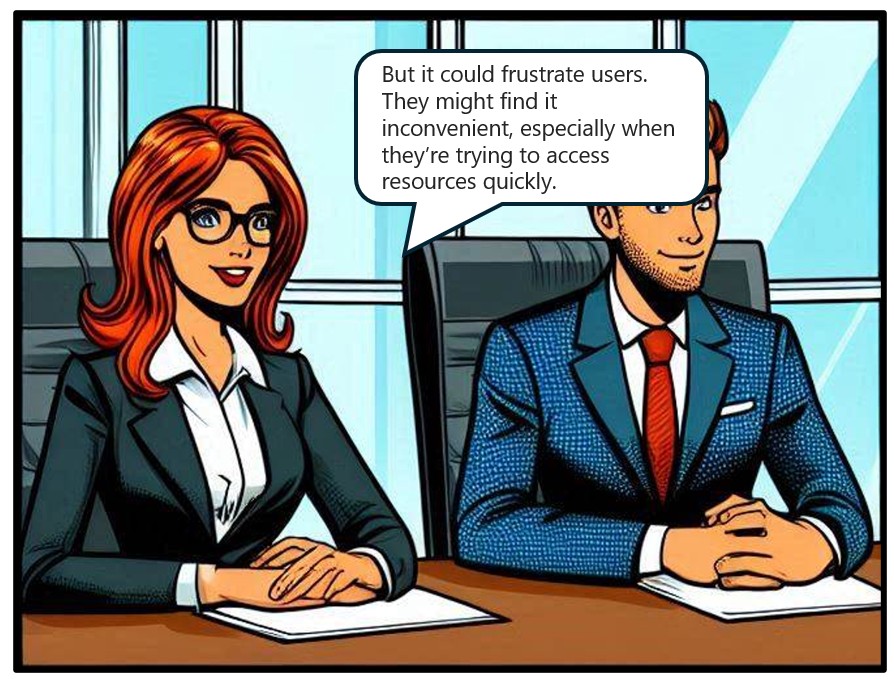 But it could frustrate users.
They might find it
inconvenient, especially when
they’re trying to access
resources quickly.